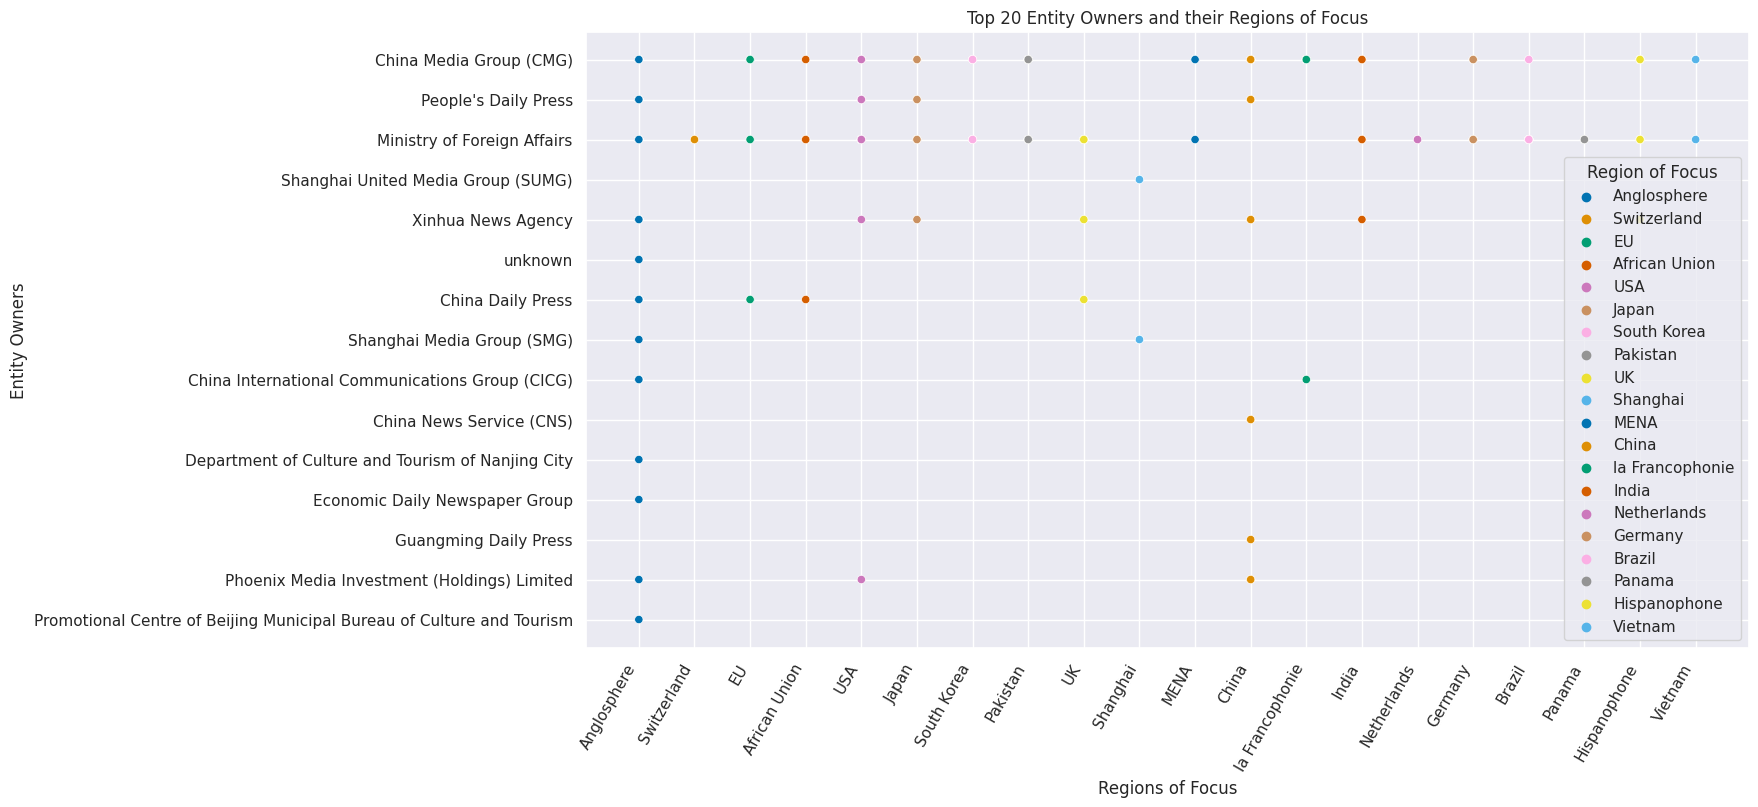 Top 20 Entity Owners and their Regions of Focus
Entity Owners
China Media Group (CMG)
People's Daily Press
Ministry of Foreign Affairs
Shanghai United Media Group (SUMG)
Xinhua News Agency
unknown
China Daily Press
Shanghai Media Group (SMG)
China International Communications Group (CICG)
China News Service (CNS)
Department of Culture and Tourism of Nanjing City
Economic Daily Newspaper Group
Guangming Daily Press
Phoenix Media Investment (Holdings) Limited
Promotional Centre of Beijing Municipal Bureau of Culture and Tourism
Region of Focus
Anglosphere
Switzerland
EU
African Union
USA
Japan
South Korea
Pakistan
UK
Shanghai
MENA
China
la Francophonie
India
Netherlands
Germany
Brazil
Panama
Hispanophone
Vietnam
Anglosphere
Switzerland
EU
African Union
USA
Japan
South Korea
Pakistan
UK
Shanghai
MENA
China
la Francophonie
India
Netherlands
Germany
Brazil
Panama
Hispanophone
Vietnam
Regions of Focus